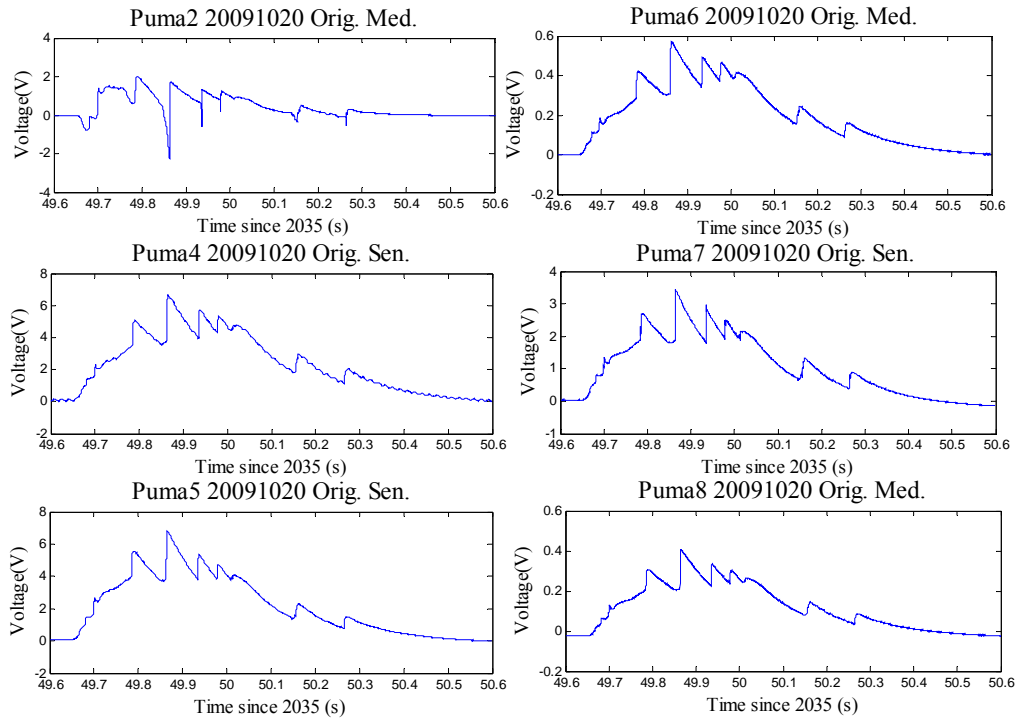 Puma2 20091020 Orig. Med.
Voltage(V)
4
2
0
-2
-4
49.6 49.7 49.8 49.9 50 50.1 50.2 50.3 50.4 50.5 50.6
Time since 2035 (s)
Puma6 20091020 Orig. Med.
Voltage(V)
0.6
0.4
0.2
0
-0.2
49.6 49.7 49.8 49.9 50 50.1 50.2 50.3 50.4 50.5 50.6
Time since 2035 (s)
Puma4 20091020 Orig. Sen.
Voltage(V)
8
6
4
2
0
-2
49.6 49.7 49.8 49.9 50 50.1 50.2 50.3 50.4 50.5 50.6
Time since 2035 (s)
Puma7 20091020 Orig. Sen.
Voltage(V)
4
3
2
1
0
-1
49.6 49.7 49.8 49.9 50 50.1 50.2 50.3 50.4 50.5 50.6
Time since 2035 (s)
Puma5 20091020 Orig. Sen.
Voltage(V)
8
6
4
2
0
-2
49.6 49.7 49.8 49.9 50 50.1 50.2 50.3 50.4 50.5 50.6
Time since 2035 (s)
Puma8 20091020 Orig. Med.
Voltage(V)
0.6
0.4
0.2
0
-0.2
49.6 49.7 49.8 49.9 50 50.1 50.2 50.3 50.4 50.5 50.6
Time since 2035 (s)